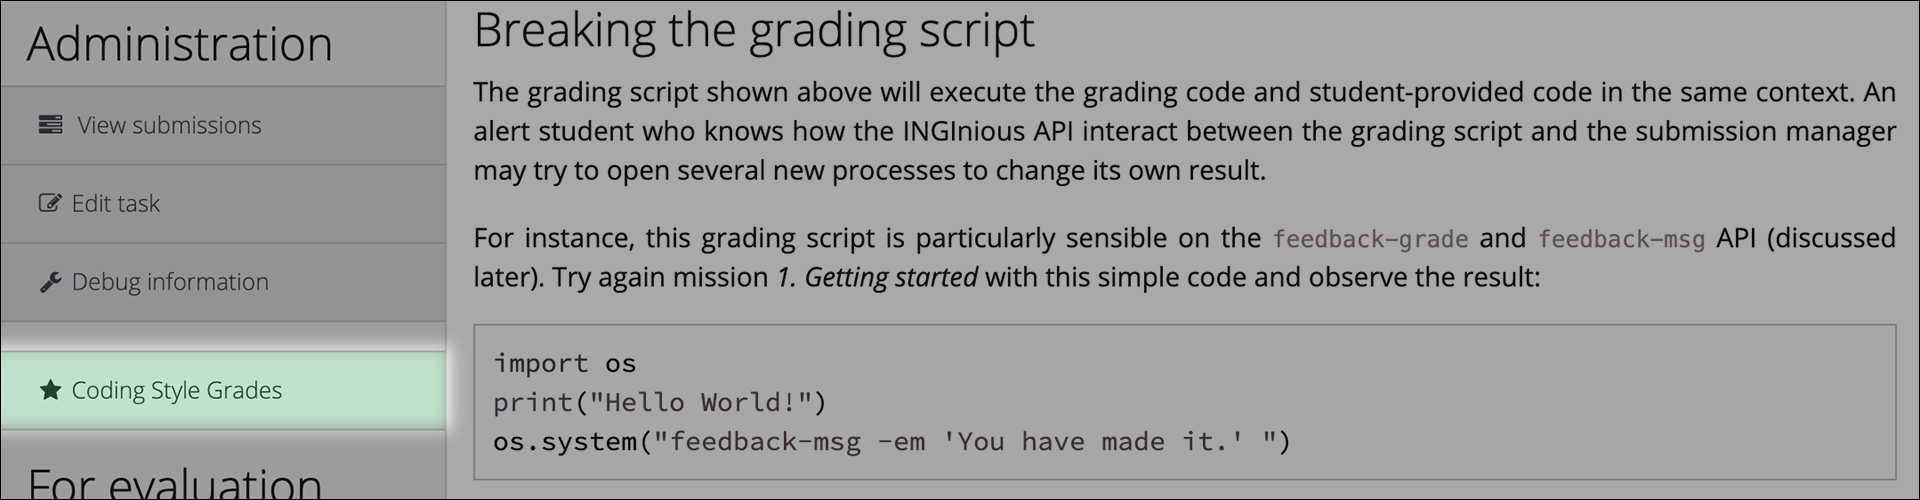 Administration
View submissions
Edit task
Debug information
Coding Style Grades
For evaluation
Breaking the grading script
The grading script shown above will execute the grading code and student-provided code in the same context. An
alert student who knows how the INGInious API interact between the grading script and the submission manager
may try to open several new processes to change its own result.
For instance, this grading script is particularly sensible on the feedback-grade and feedback-msg API (discussed
later). Try again mission 1. Getting started with this simple code and observe the result:
import os
print("Hello World!")
os.system("feedback-msg -em 'You have made it.' ")